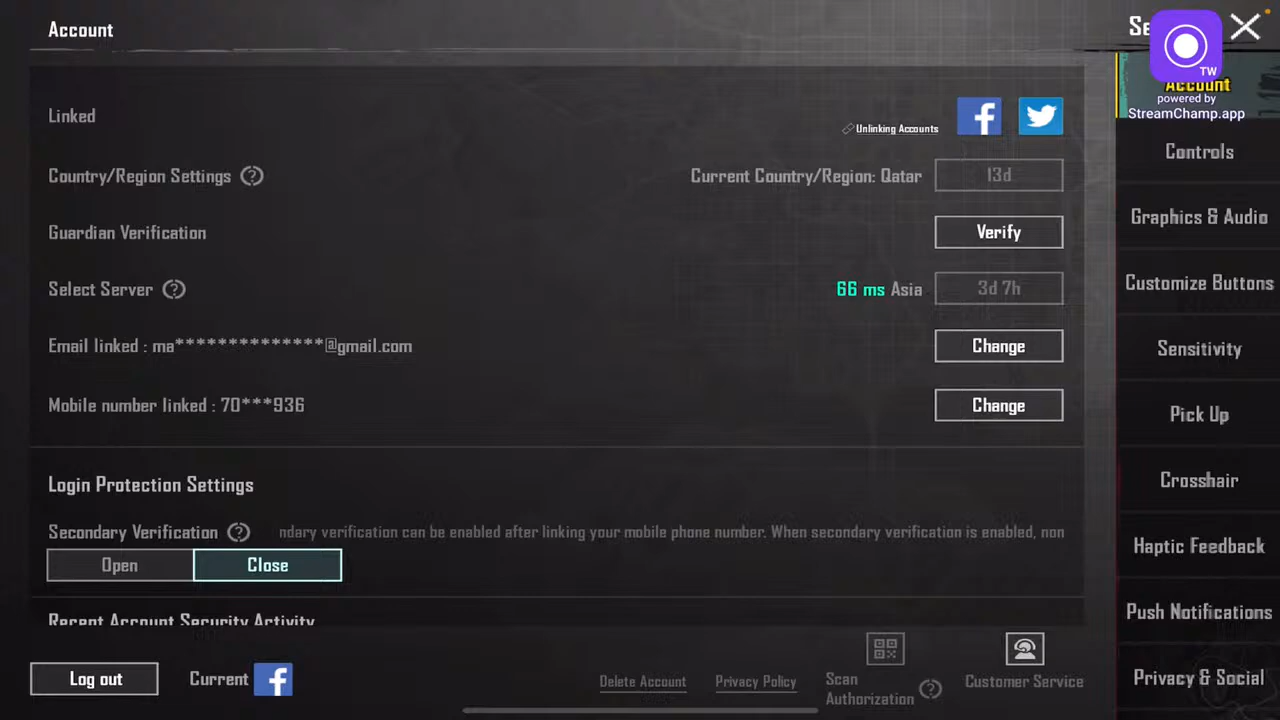 Account
Se
TW
Account
powered by
StreamChamp.app
Linked
Unlinking Accounts
Country/Region Settings ?
Current Country/Region: Qatar
13d
Guardian Verification
Verify
Select Server ?
66 ms Asia
3d 7h
Email linked : ma**************@gmail.com
Change
Mobile number linked : 70***936
Change
Login Protection Settings
Secondary Verification ?
ndary verification can be enabled after linking your mobile phone number. When secondary verification is enabled, non
Open
Close
Recent Account Security Activity
Log out
Current
Delete Account
Privacy Policy
Scan
Authorization ?
Customer Service
Controls
Graphics & Audio
Customize Buttons
Sensitivity
Pick Up
Crosshair
Haptic Feedback
Push Notifications
Privacy & Social